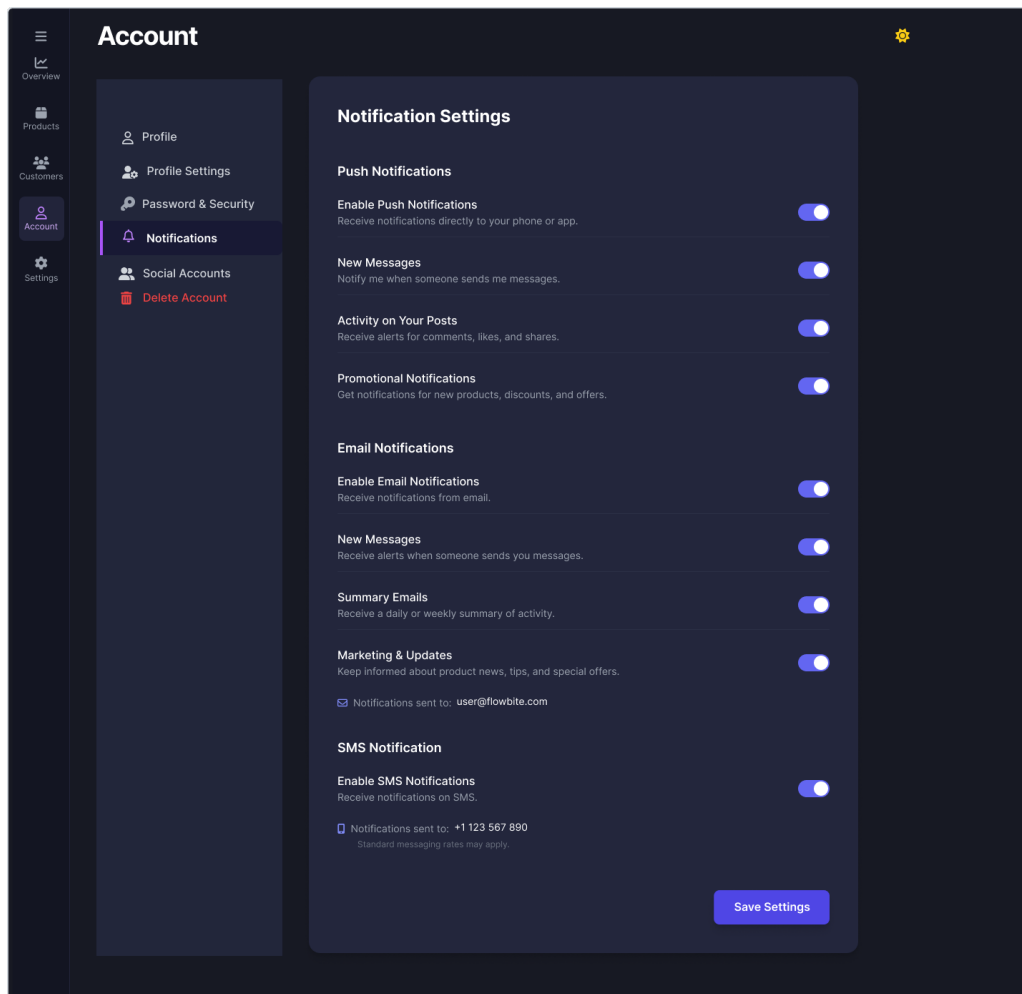 Account
Overview
Products
Customers
Account
Settings
Profile
Profile Settings
Password & Security
Notifications
Social Accounts
Delete Account
Notification Settings
Push Notifications
Enable Push Notifications
Receive notifications directly to your phone or app.
New Messages
Notify me when someone sends me messages.
Activity on Your Posts
Receive alerts for comments, likes, and shares.
Promotional Notifications
Get notifications for new products, discounts, and offers.
Email Notifications
Enable Email Notifications
Receive notifications from email.
New Messages
Receive alerts when someone sends you messages.
Summary Emails
Receive a daily or weekly summary of activity.
Marketing & Updates
Keep informed about product news, tips, and special offers.
Notifications sent to: user@flowbite.com
SMS Notification
Enable SMS Notifications
Receive notifications on SMS.
Notifications sent to: +1 123 567 890
Standard messaging rates may apply.
Save Settings